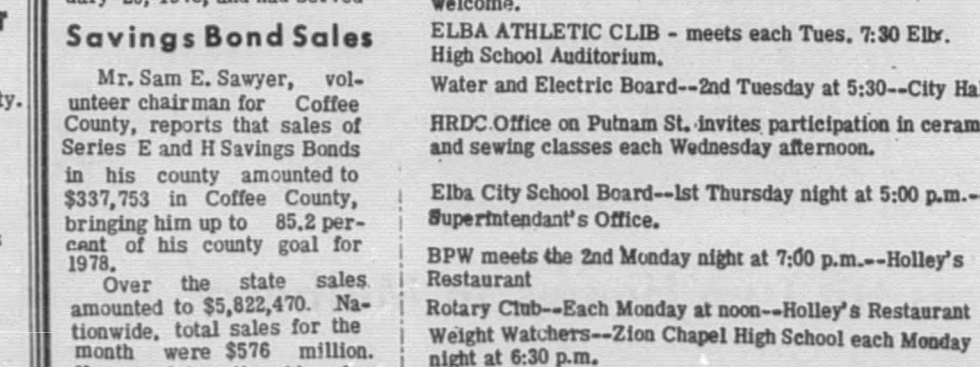 Savings Bond Sales
Mr. Sam E. Sawyer, vol-
unteer chairman for Coffee
County, reports that sales of
Series E and H Savings Bonds
in his county amounted to
$337,753 in Coffee County,
bringing him up to 85.2 per-
cent of his county goal for
1978.
Over the state sales
amounted to $5,822,470. Na-
tionwide, total sales for the
month were $576 million.
welcome.
ELBA ATHLETIC CLIB - meets each Tues. 7:30 Elbr.
High School Auditorium.
Water and Electric Board--2nd Tuesday at 5:30--City Ha
HRDC Office on Putnam St. invites participation in ceram
and sewing classes each Wednesday afternoon.
Elba City School Board--1st Thursday night at 5:00 p.m.--
Superintendant's Office.
BPW meets the 2nd Monday night at 7:00 p.m.--Holley's
Restaurant
Rotary Club--Each Monday at noon--Holley's Restaurant
Weight Watchers--Zion Chapel High School each Monday
night at 6:30 p.m.